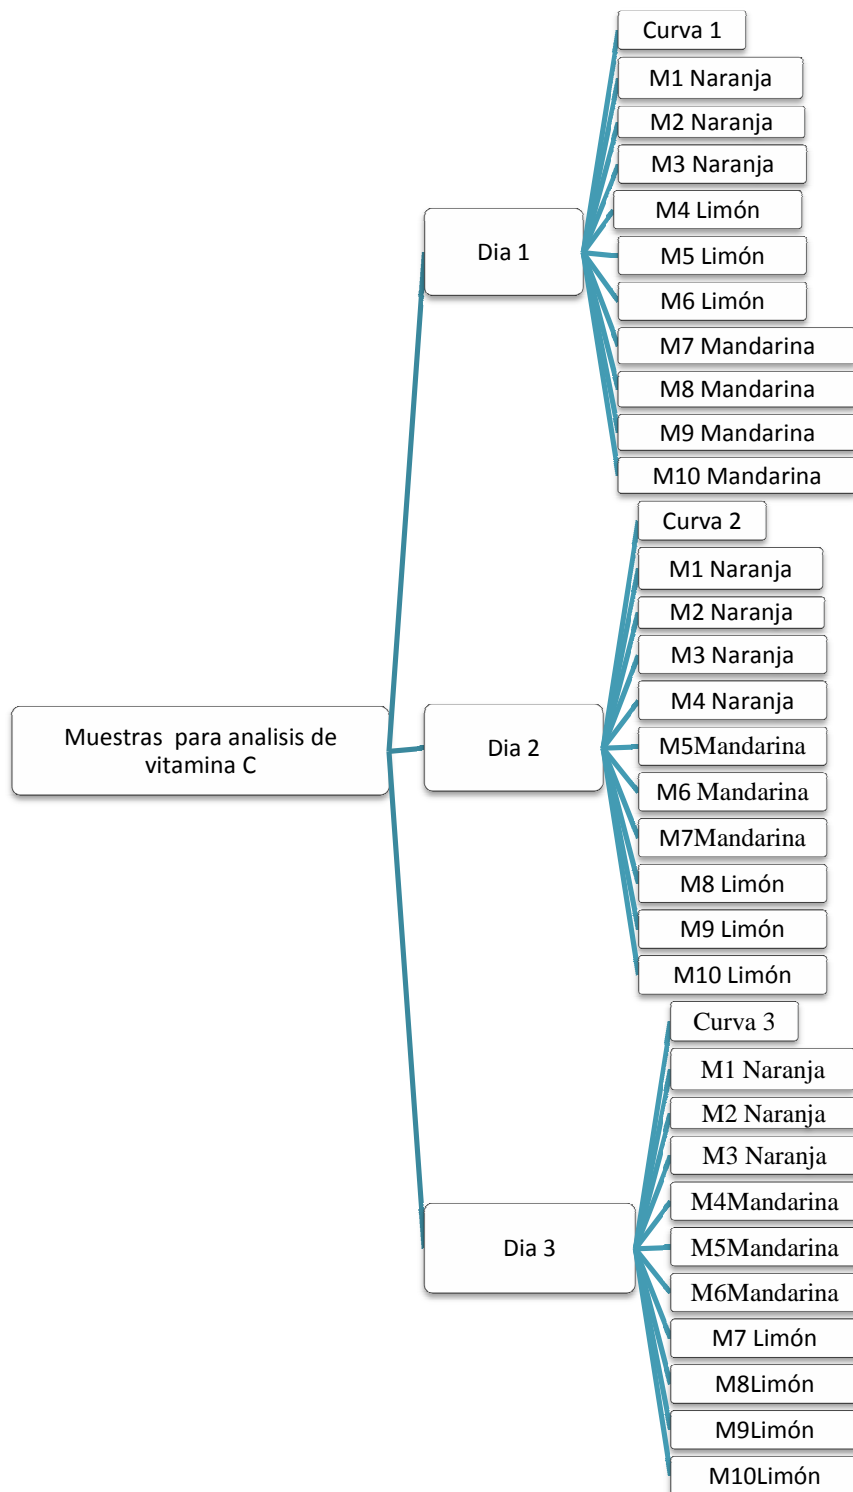 Muestras para analisis de
vitamina C
Dia 1
Curva 1
M1 Naranja
M2 Naranja
M3 Naranja
M4 Limón
M5 Limón
M6 Limón
M7 Mandarina
M8 Mandarina
M9 Mandarina
M10 Mandarina
Dia 2
Curva 2
M1 Naranja
M2 Naranja
M3 Naranja
M4 Naranja
M5Mandarina
M6 Mandarina
M7Mandarina
M8 Limón
M9 Limón
M10 Limón
Dia 3
Curva 3
M1 Naranja
M2 Naranja
M3 Naranja
M4Mandarina
M5Mandarina
M6Mandarina
M7 Limón
M8Limón
M9Limón
M10Limón